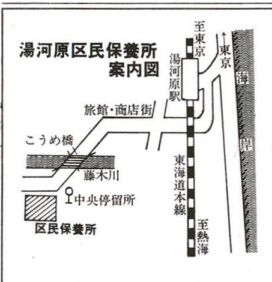 湯河原区民保養所
案内図
至東京
↑東京
湯河原駅
海
岸
旅館・商店街
こうめ橋
藤木川
中央停留所
区民保養所
東海道本線
至熱海